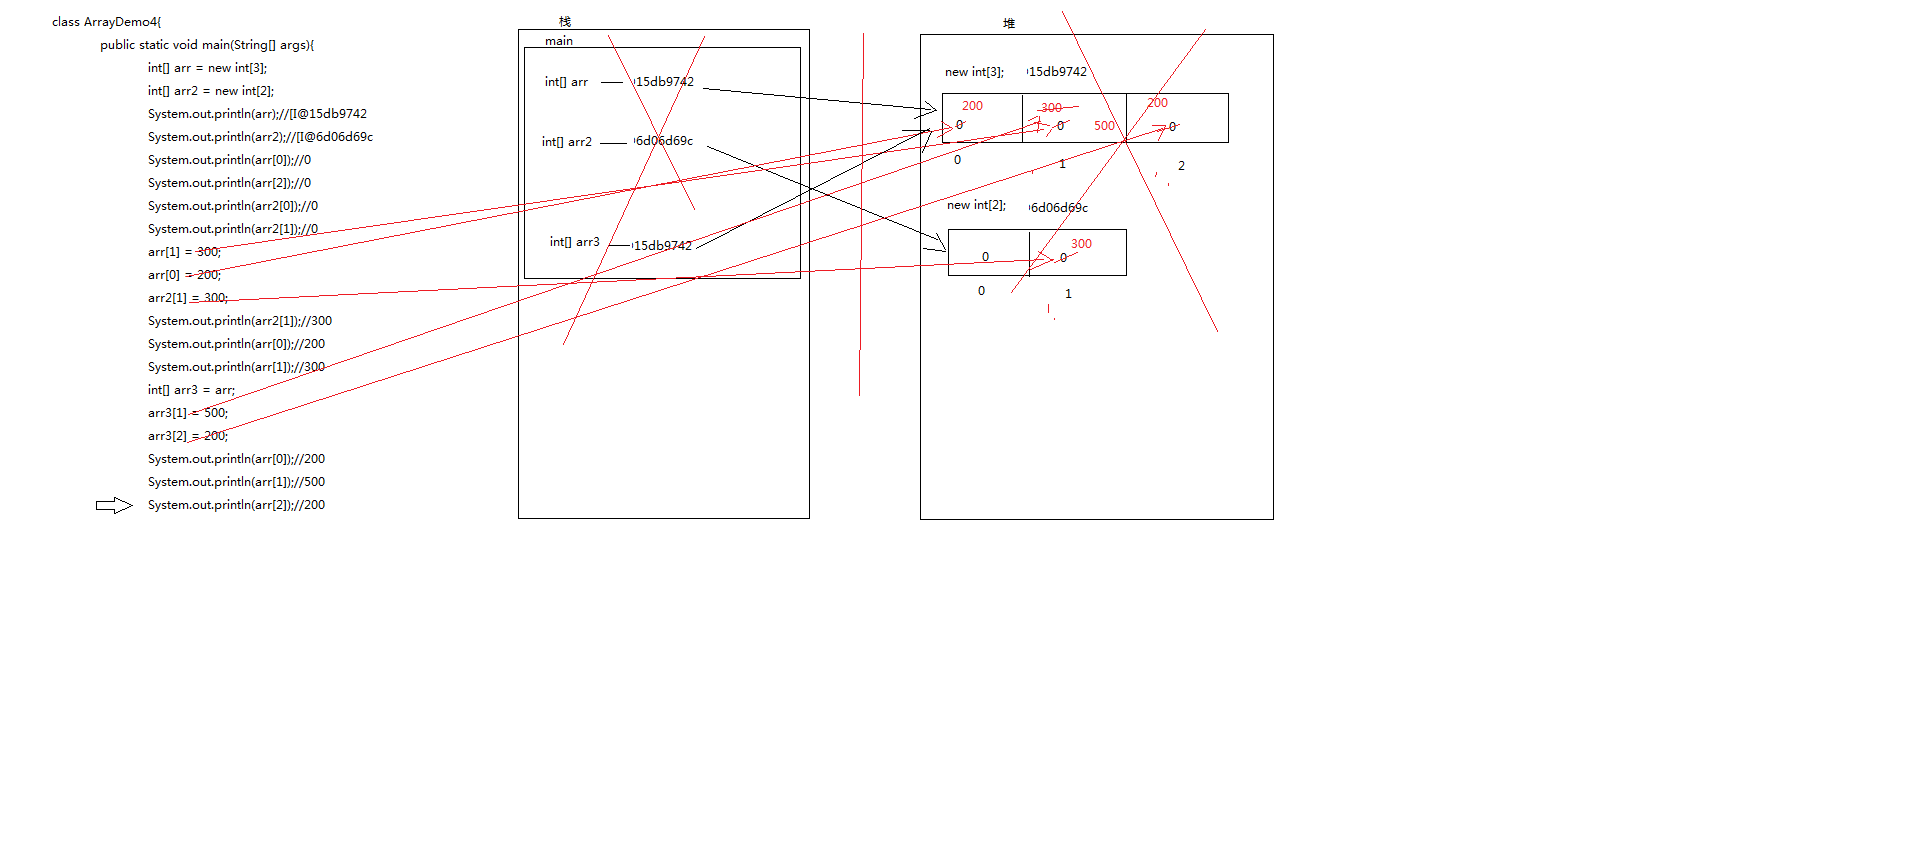 class ArrayDemo4{
public static void main(String[] args){
int[] arr = new int[3];
int[] arr2 = new int[2];
System.out.println(arr);//[I@15db9742
System.out.println(arr2);//[I@6d06d69c
System.out.println(arr[0]);//0
System.out.println(arr[2]);//0
System.out.println(arr2[0]);//0
System.out.println(arr2[1]);//0
arr[1] = 300;
arr[0] = 200;
arr2[1] = 300;
System.out.println(arr2[1]);//300
System.out.println(arr[0]);//200
System.out.println(arr[1]);//300
int[] arr3 = arr;
arr3[1] = 500;
arr3[2] = 200;
System.out.println(arr[0]);//200
System.out.println(arr[1]);//500
System.out.println(arr[2]);//200
栈
main
int[] arr 15db9742
int[] arr2 6d06d69c
int[] arr3 15db9742
堆
new int[3]; 15db9742
200 300 200
0 0 500 0
0 1 2
new int[2]; 6d06d69c
300
0 0
0 1